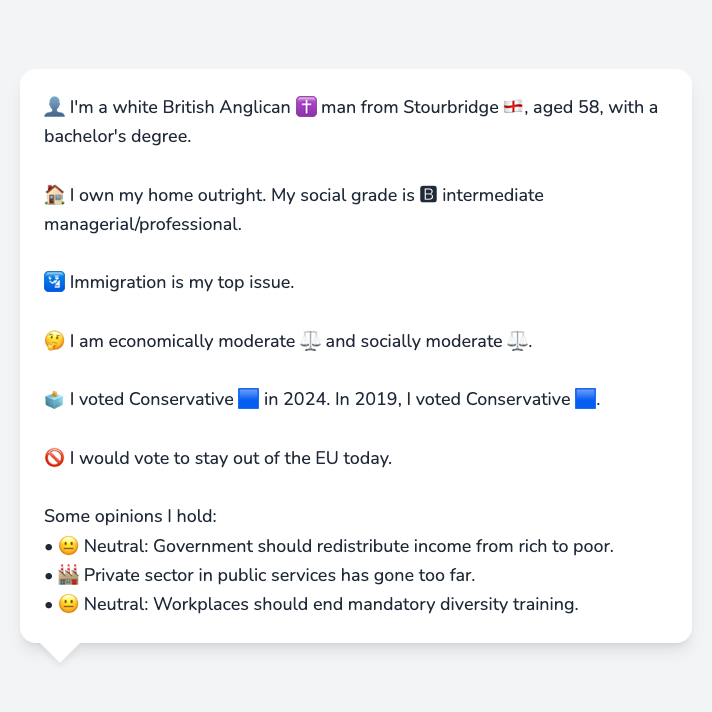 👤 I'm a white British Anglican ✝️ man from Stourbridge 🏴󠁧󠁢󠁥󠁮󠁧󠁿, aged 58, with a
bachelor's degree.
🏠 I own my home outright. My social grade is 🅱 intermediate
managerial/professional.
🛂 Immigration is my top issue.
🤔 I am economically moderate ⚖️ and socially moderate ⚖️.
🗳️ I voted Conservative 🟦 in 2024. In 2019, I voted Conservative 🟦.
🚫 I would vote to stay out of the EU today.
Some opinions I hold:
• 😐 Neutral: Government should redistribute income from rich to poor.
• 🏭 Private sector in public services has gone too far.
• 😐 Neutral: Workplaces should end mandatory diversity training.